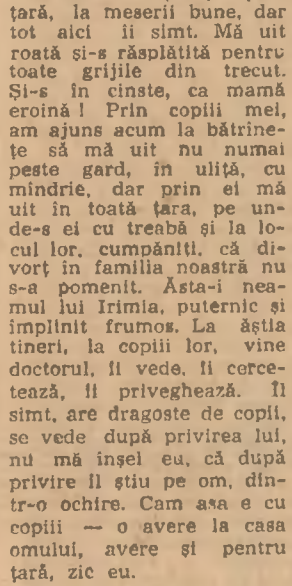 țară, la meserii bune, dar
tot aici îi simt. Mă uit
roată și-s răsplătită pentru
toate grijile din trecut.
Și-s în cinste, ca mamă
eroină ! Prin copiii mei,
am ajuns acum la bătrîne-
țe să mă uit nu numai
peste gard, în uliță, cu
mîndrie, dar prin ei mă
uit în toată țara, pe un-
de-s ei cu treabă și la lo-
cul lor, cumpăniți, că di-
vorț în familia noastră nu
s-a pomenit. Ăsta-i nea-
mul lui Irimia, puternic și
împlinit frumos. La ăștia
tineri, la copiii lor, vine
doctorul, îi vede, îi cerce-
tează, îi priveghează. Îl
simt, are dragoste de copii,
se vede după privirea lui,
nu mă înșel eu, că după
privire îl știu pe om, din-
tr-o ochire. Cam așa e cu
copiii — o avere la casa
omului, avere și pentru
țară, zic eu.